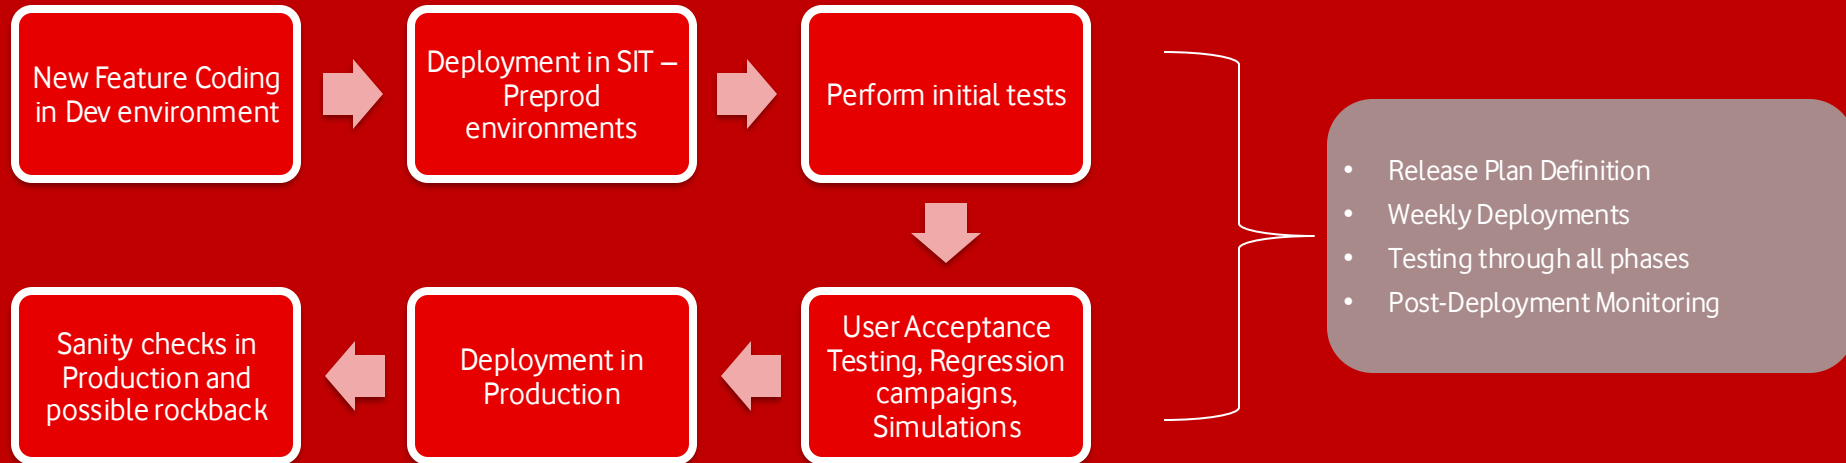 New Feature Coding
in Dev environment
Deployment in SIT –
Preprod
environments
Perform initial tests
User Acceptance
Testing, Regression
campaigns,
Simulations
Deployment in
Production
Sanity checks in
Production and
possible rockback
• Release Plan Definition
• Weekly Deployments
• Testing through all phases
• Post-Deployment Monitoring